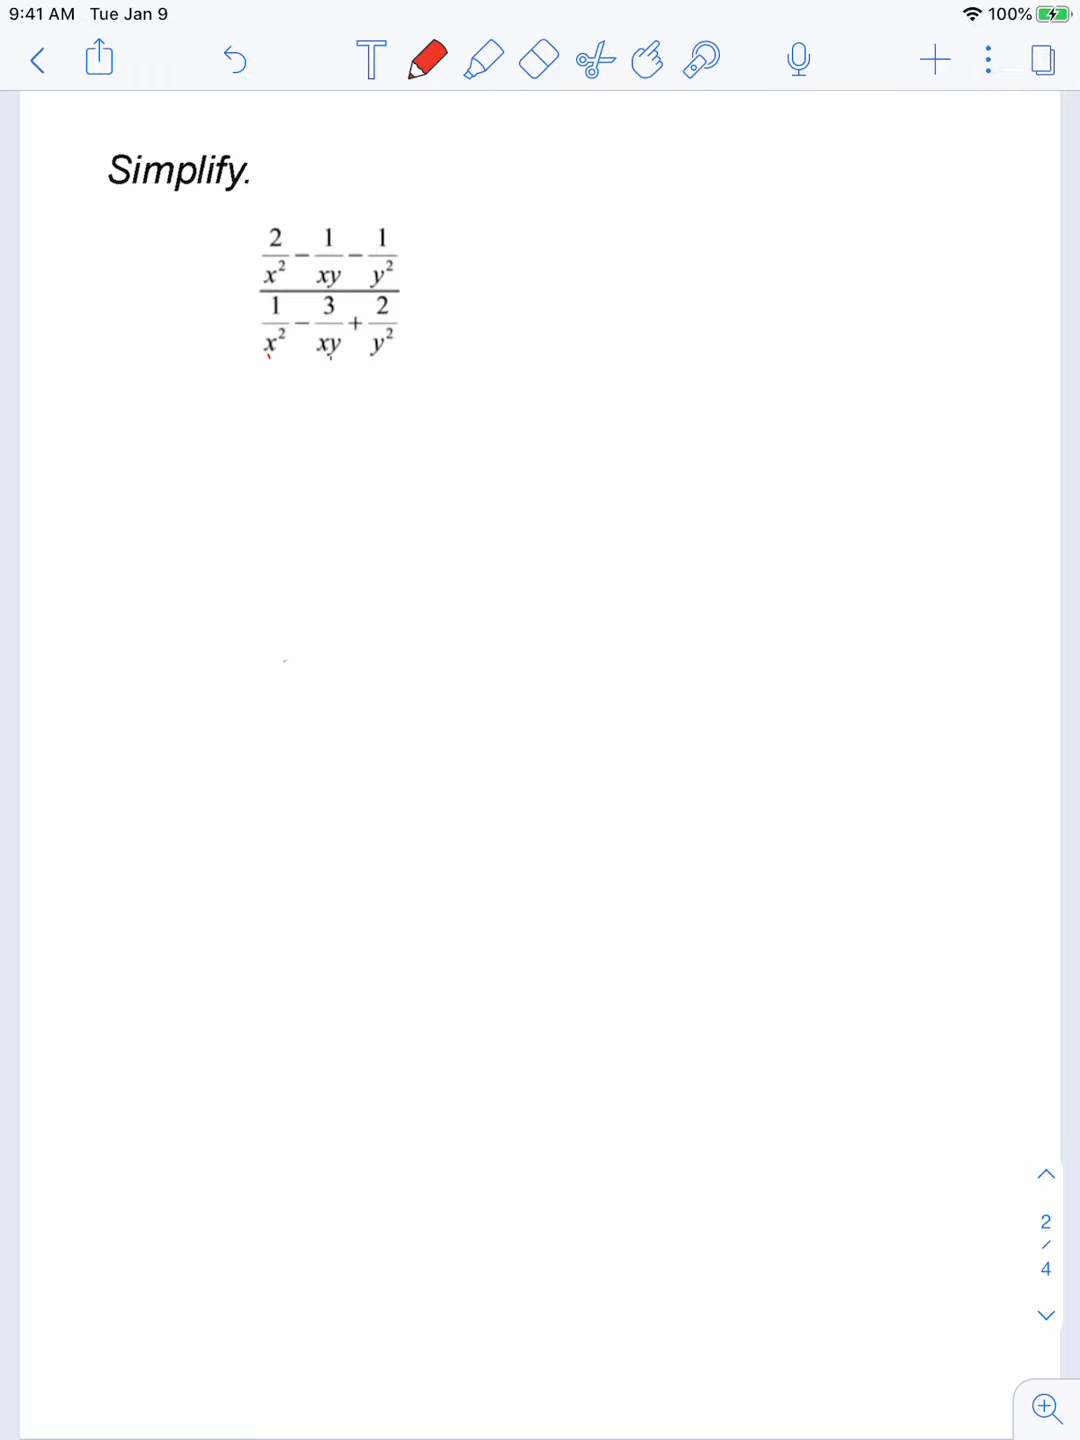 9:41 AM Tue Jan 9 100%
T
Simplify.
2/x² − 1/xy − 1/y²
1/x² − 3/xy + 2/y²
2
/
4